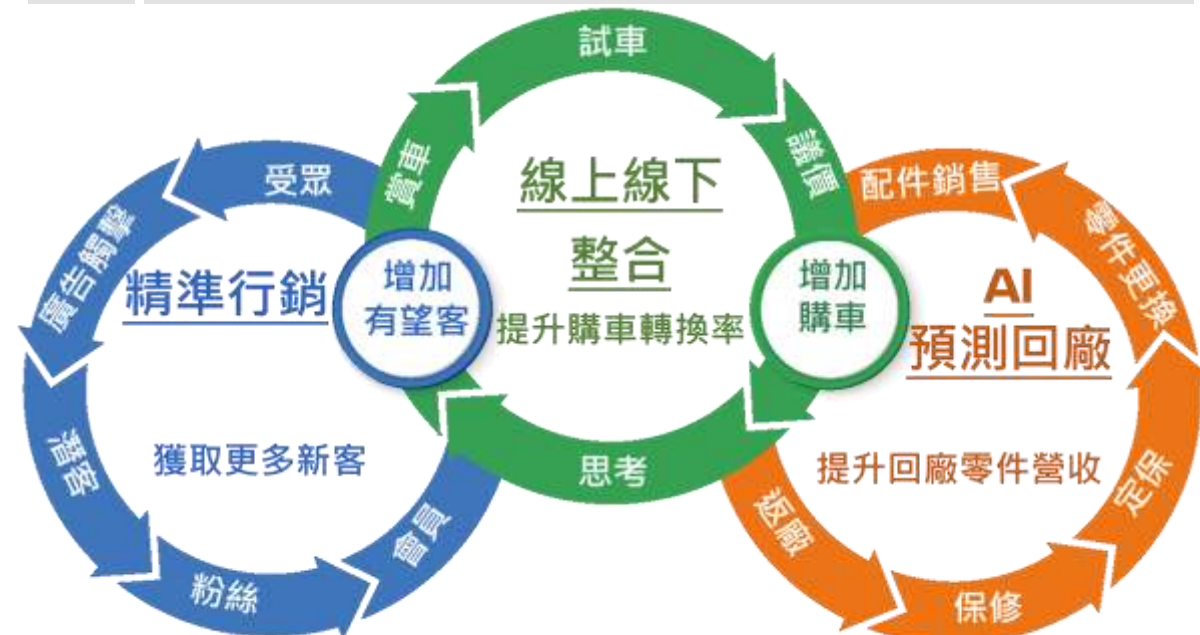 受眾
廣告觸擊
潛客
粉絲
會員
精準行銷
獲取更多新客
增加
有望客
賞車
試車
議價
思考
線上線下
整合
提升購車轉換率
增加
購車
返廠
保修
定保
零件更換
配件銷售
AI
預測回廠
提升回廠零件營收